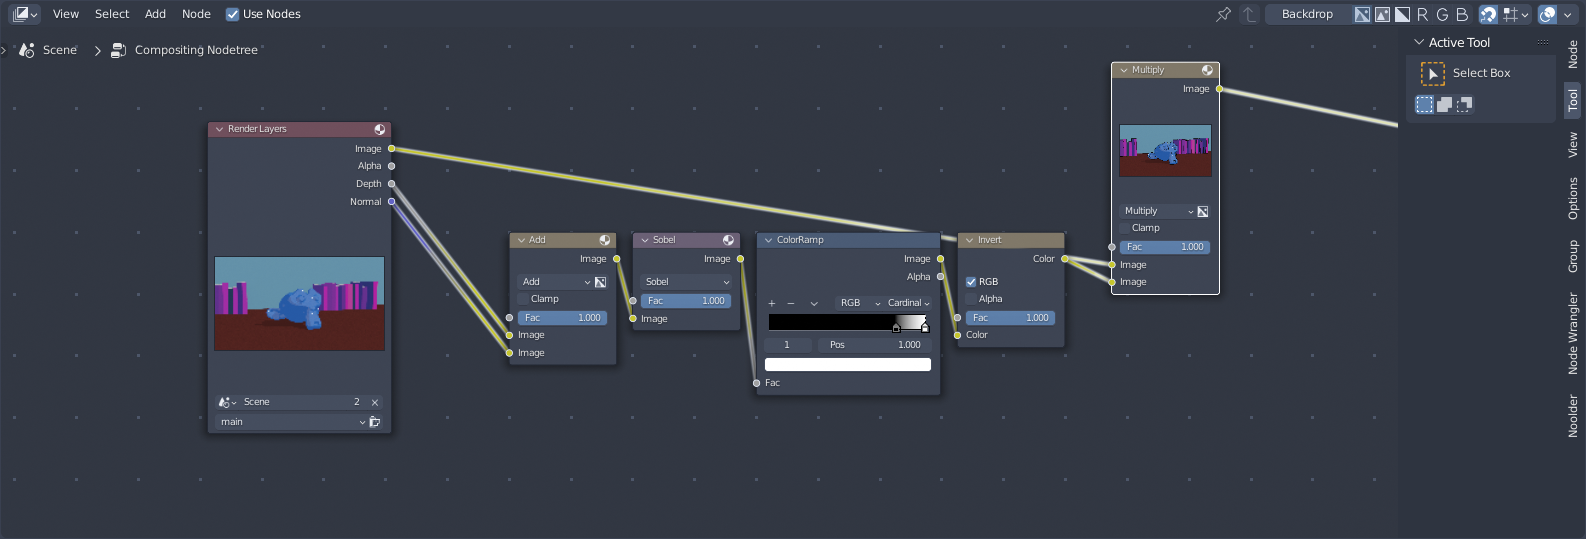 View Select Add Node Use Nodes Backdrop R G B
Scene Compositing Nodetree
Active Tool
Select Box
Node
Tool
View
Options
Group
Node Wrangler
Noolder
Render Layers
Image
Alpha
Depth
Normal
Scene 2
main
Add
Image
Add
Clamp
Fac 1.000
Image
Image
Sobel
Image
Sobel
Fac 1.000
Image
ColorRamp
Image
Alpha
RGB Cardinal
1 Pos 1.000
Fac
Invert
Color
RGB
Alpha
Fac 1.000
Color
Multiply
Image
Multiply
Clamp
Fac 1.000
Image
Image